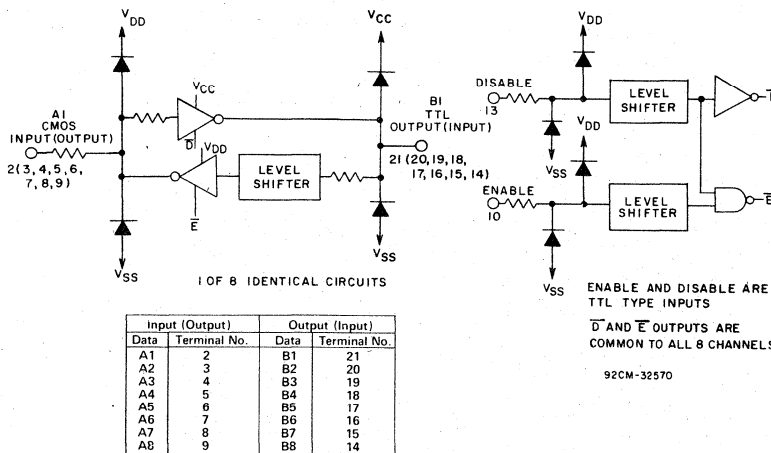 VDD
VCC
VCC
A1
CMOS
INPUT (OUTPUT)
2(3,4,5,6,
7,8,9)
D
VDD
LEVEL
SHIFTER
E
B1
TTL
OUTPUT(INPUT)
21 (20,19,18,
17,16,15,14)
VSS
VSS
1 OF 8 IDENTICAL CIRCUITS
VDD
DISABLE
13
LEVEL
SHIFTER
VSS
VDD
ENABLE
10
LEVEL
SHIFTER
E
VSS
ENABLE AND DISABLE ARE
TTL TYPE INPUTS
D AND E OUTPUTS ARE
COMMON TO ALL 8 CHANNELS
92CM-32570
Input (Output) Output (Input)
Data Terminal No. Data Terminal No.
A1 2 B1 21
A2 3 B2 20
A3 4 B3 19
A4 5 B4 18
A5 6 B5 17
A6 7 B6 16
A7 8 B7 15
A8 9 B8 14